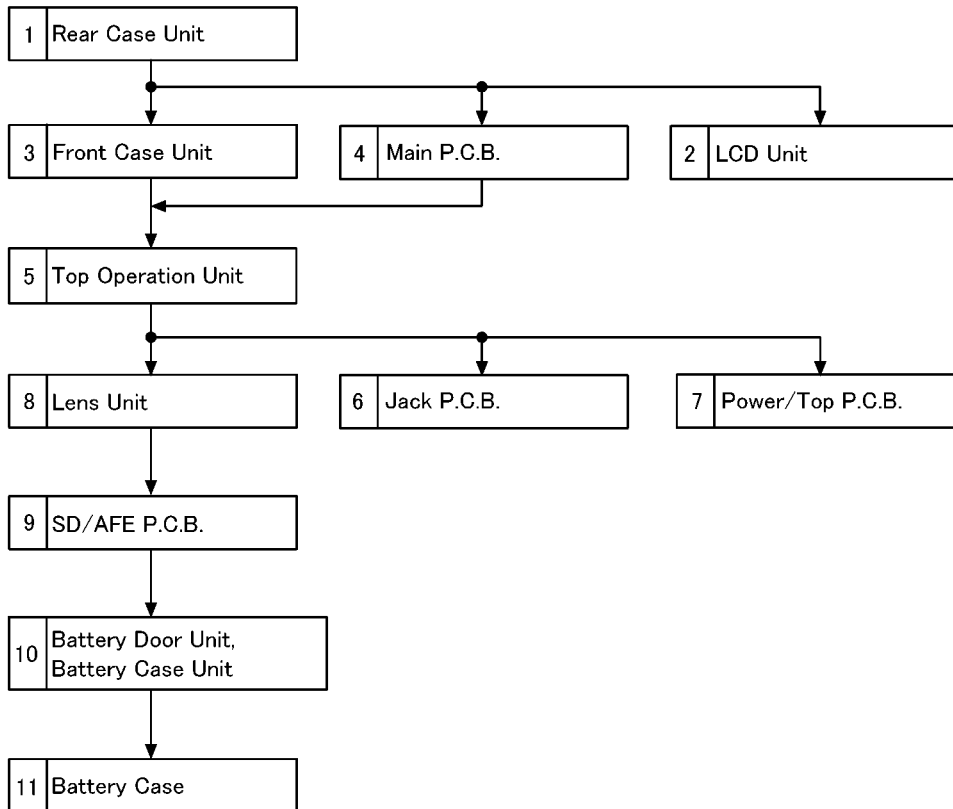 1 Rear Case Unit
3 Front Case Unit
4 Main P.C.B.
2 LCD Unit
5 Top Operation Unit
8 Lens Unit
6 Jack P.C.B.
7 Power/Top P.C.B.
9 SD/AFE P.C.B.
10 Battery Door Unit,
Battery Case Unit
11 Battery Case